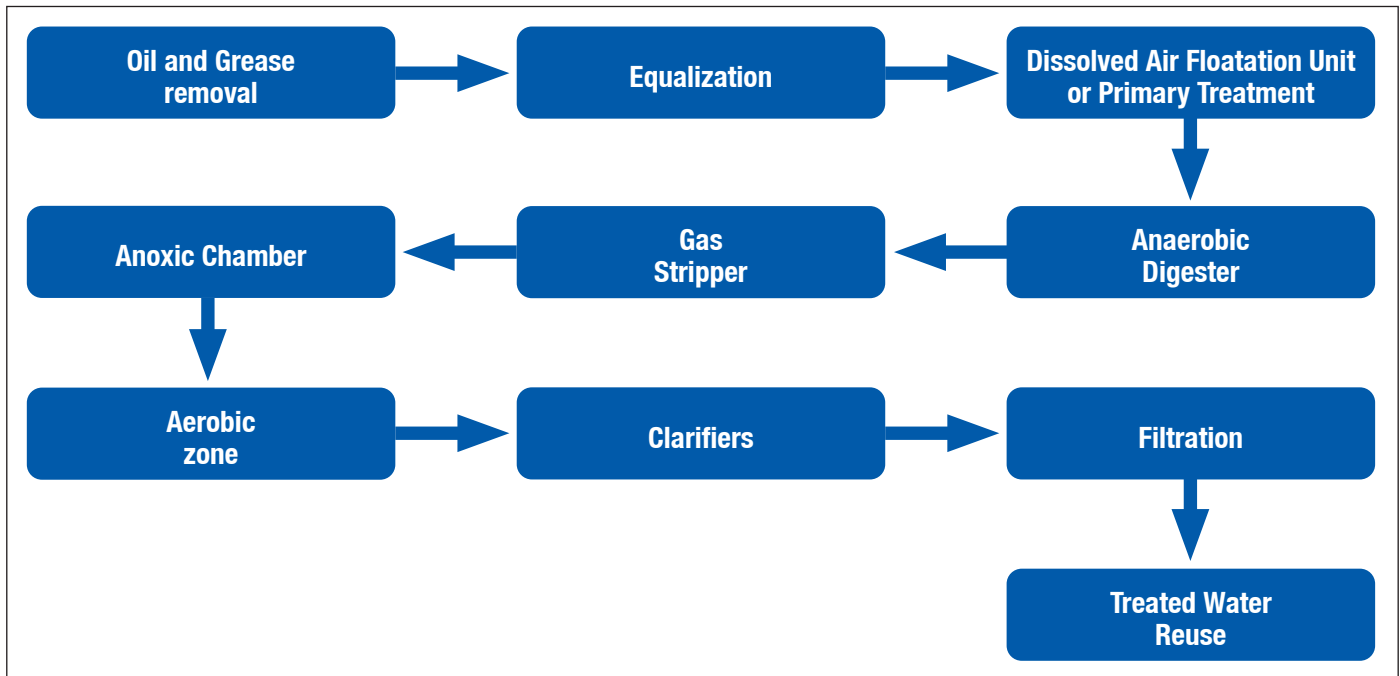 Oil and Grease
removal
Equalization
Dissolved Air Floatation Unit
or Primary Treatment
Anaerobic
Digester
Gas
Stripper
Anoxic Chamber
Aerobic
zone
Clarifiers
Filtration
Treated Water
Reuse